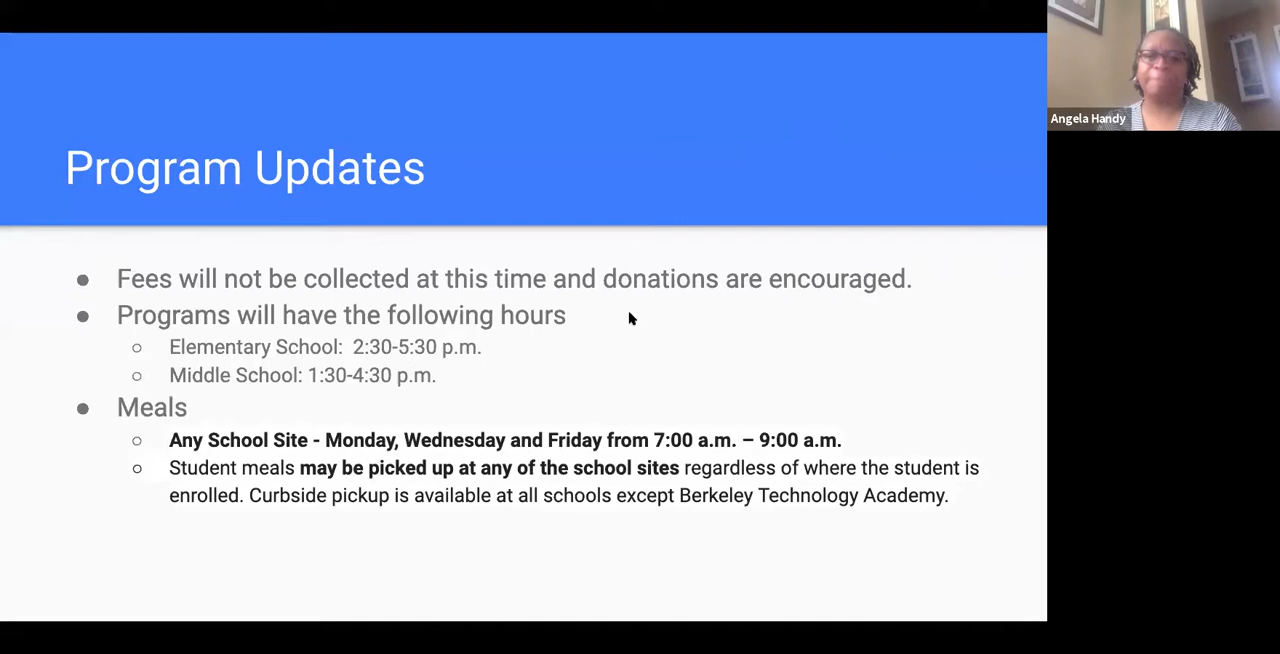 Program Updates
Angela Handy
● Fees will not be collected at this time and donations are encouraged.
● Programs will have the following hours
○ Elementary School: 2:30-5:30 p.m.
○ Middle School: 1:30-4:30 p.m.
● Meals
○ Any School Site - Monday, Wednesday and Friday from 7:00 a.m. – 9:00 a.m.
○ Student meals may be picked up at any of the school sites regardless of where the student is
enrolled. Curbside pickup is available at all schools except Berkeley Technology Academy.